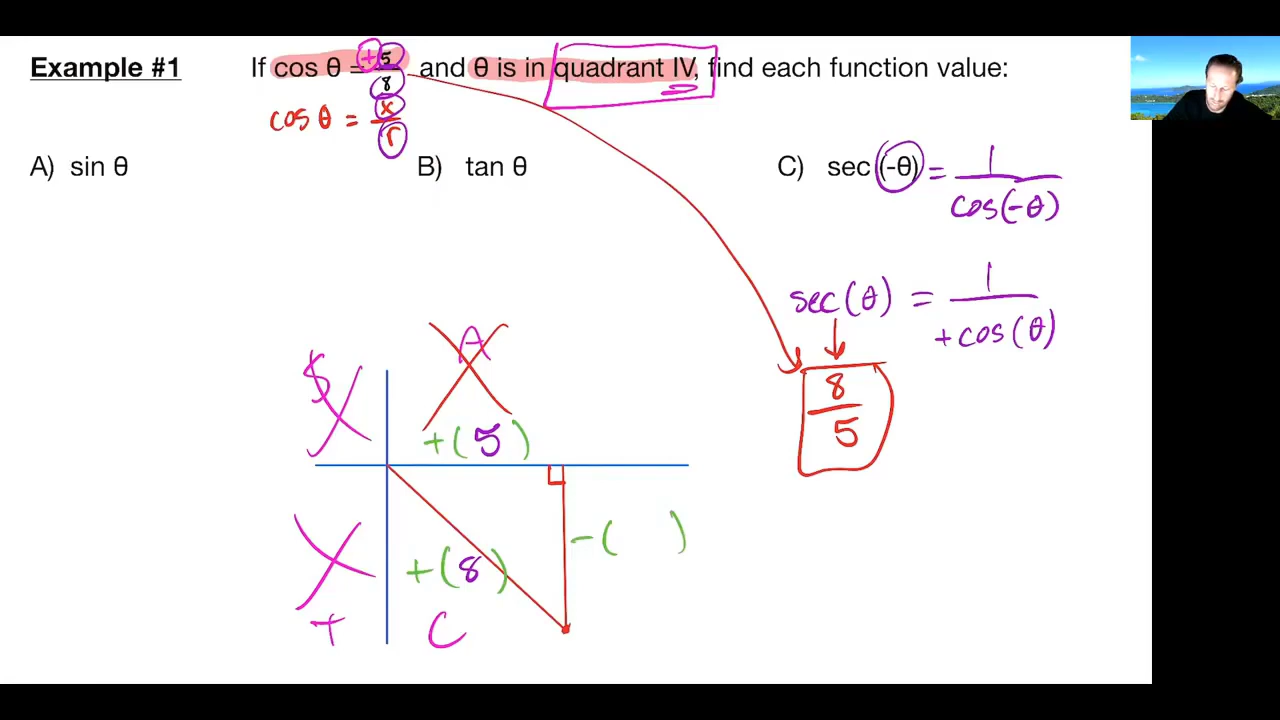 Example #1 If cos θ = +5/8 and θ is in quadrant IV, find each function value:
cos θ = x/r
A) sin θ B) tan θ C) sec (-θ) = 1/cos(-θ)
sec(θ) = 1/+cos(θ)
8/5
S A
+( 5 )
-( )
+( 8 )
T C